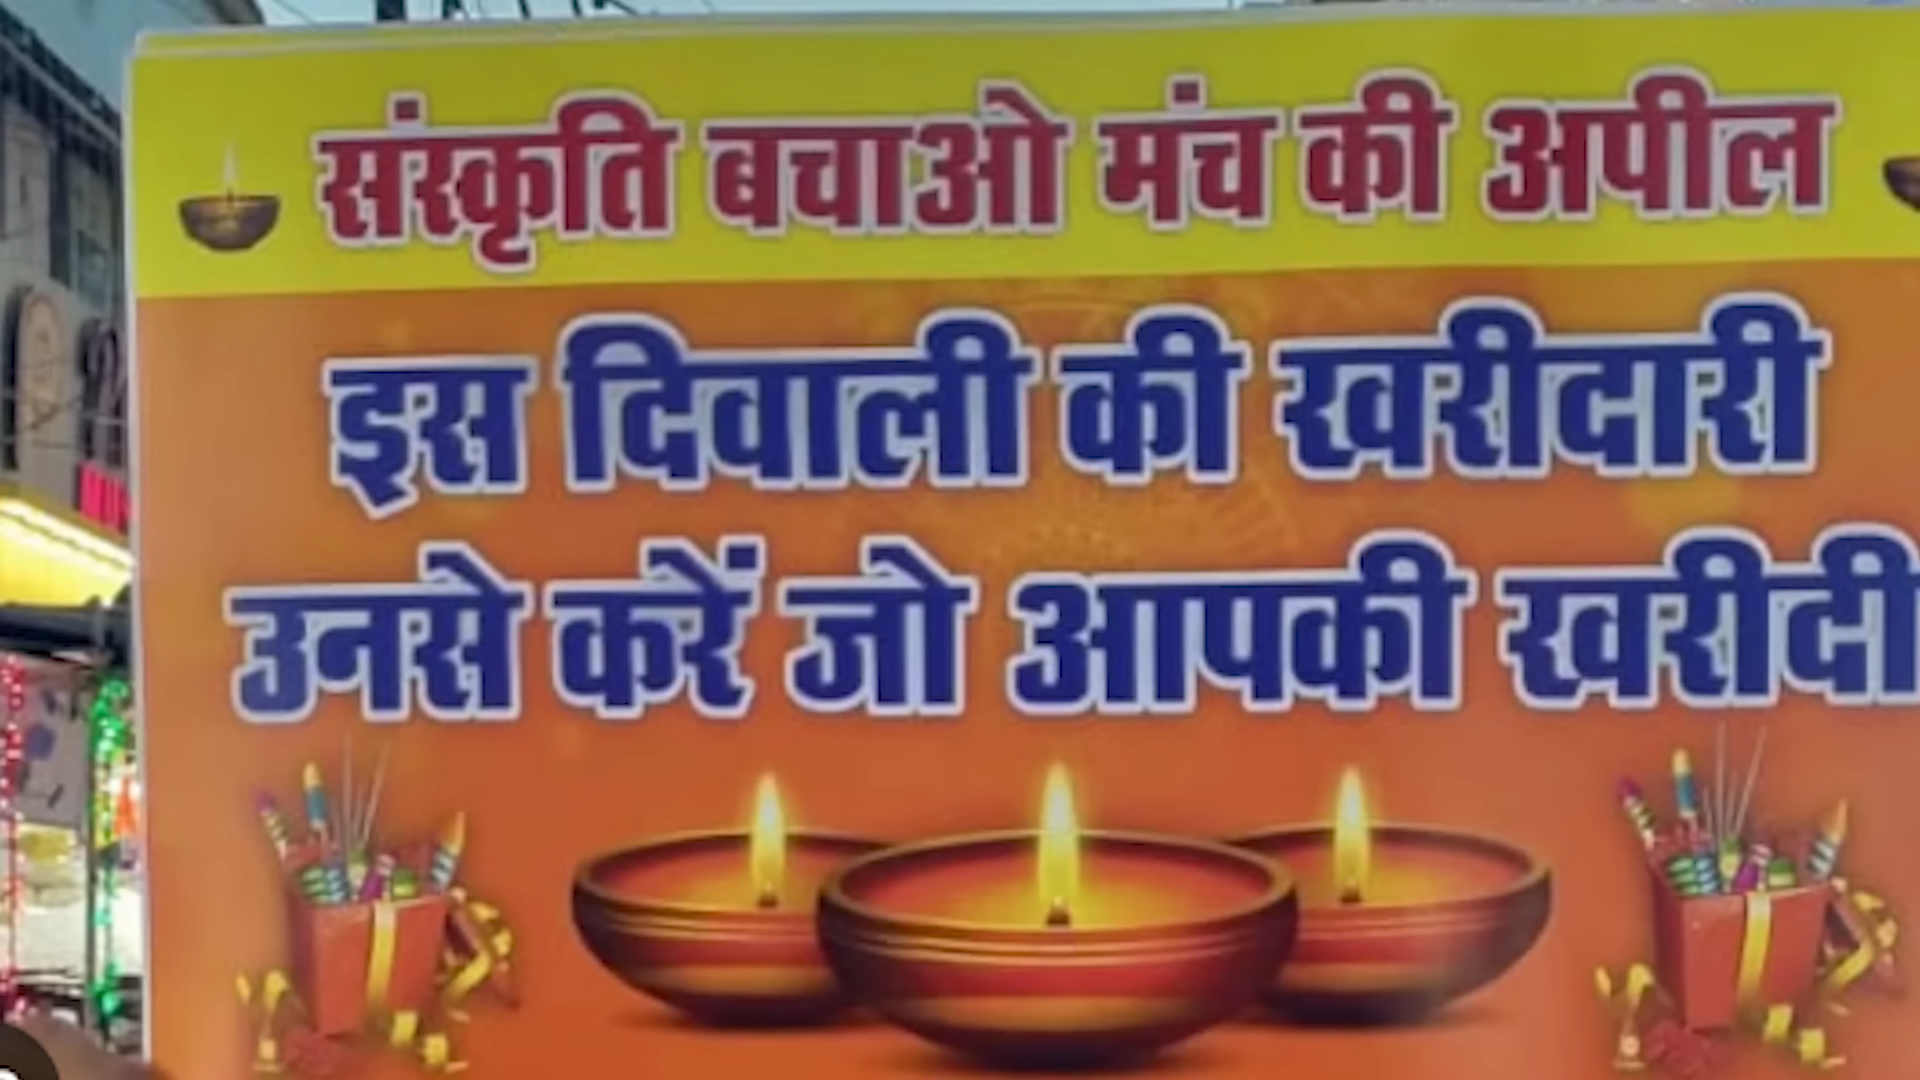 संस्कृति बचाओ मंच की अपील
इस दिवाली की खरीदारी
उनसे करें जो आपकी खरीदी